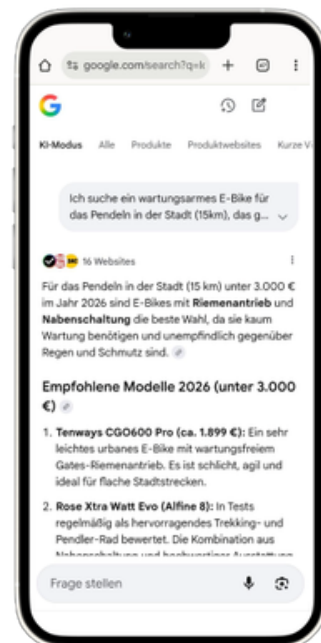 google.com/search?q=k
KI-Modus Alle Produkte Produktwebsites Kurze V
Ich suche ein wartungsarmes E-Bike für
das Pendeln in der Stadt (15km), das g...
16 Websites
Für das Pendeln in der Stadt (15 km) unter 3.000 €
im Jahr 2026 sind E-Bikes mit Riemenantrieb und
Nabenschaltung die beste Wahl, da sie kaum
Wartung benötigen und unempfindlich gegenüber
Regen und Schmutz sind.
Empfohlene Modelle 2026 (unter 3.000
€)
1. Tenways CGO600 Pro (ca. 1.899 €): Ein sehr
leichtes urbanes E-Bike mit wartungsfreiem
Gates-Riemenantrieb. Es ist schlicht, agil und
ideal für flache Stadtstrecken.
2. Rose Xtra Watt Evo (Alfine 8): In Tests
regelmäßig als hervorragendes Trekking- und
Pendler-Rad bewertet. Die Kombination aus
Nabenschaltung und hochwertiger Ausstattung
Frage stellen